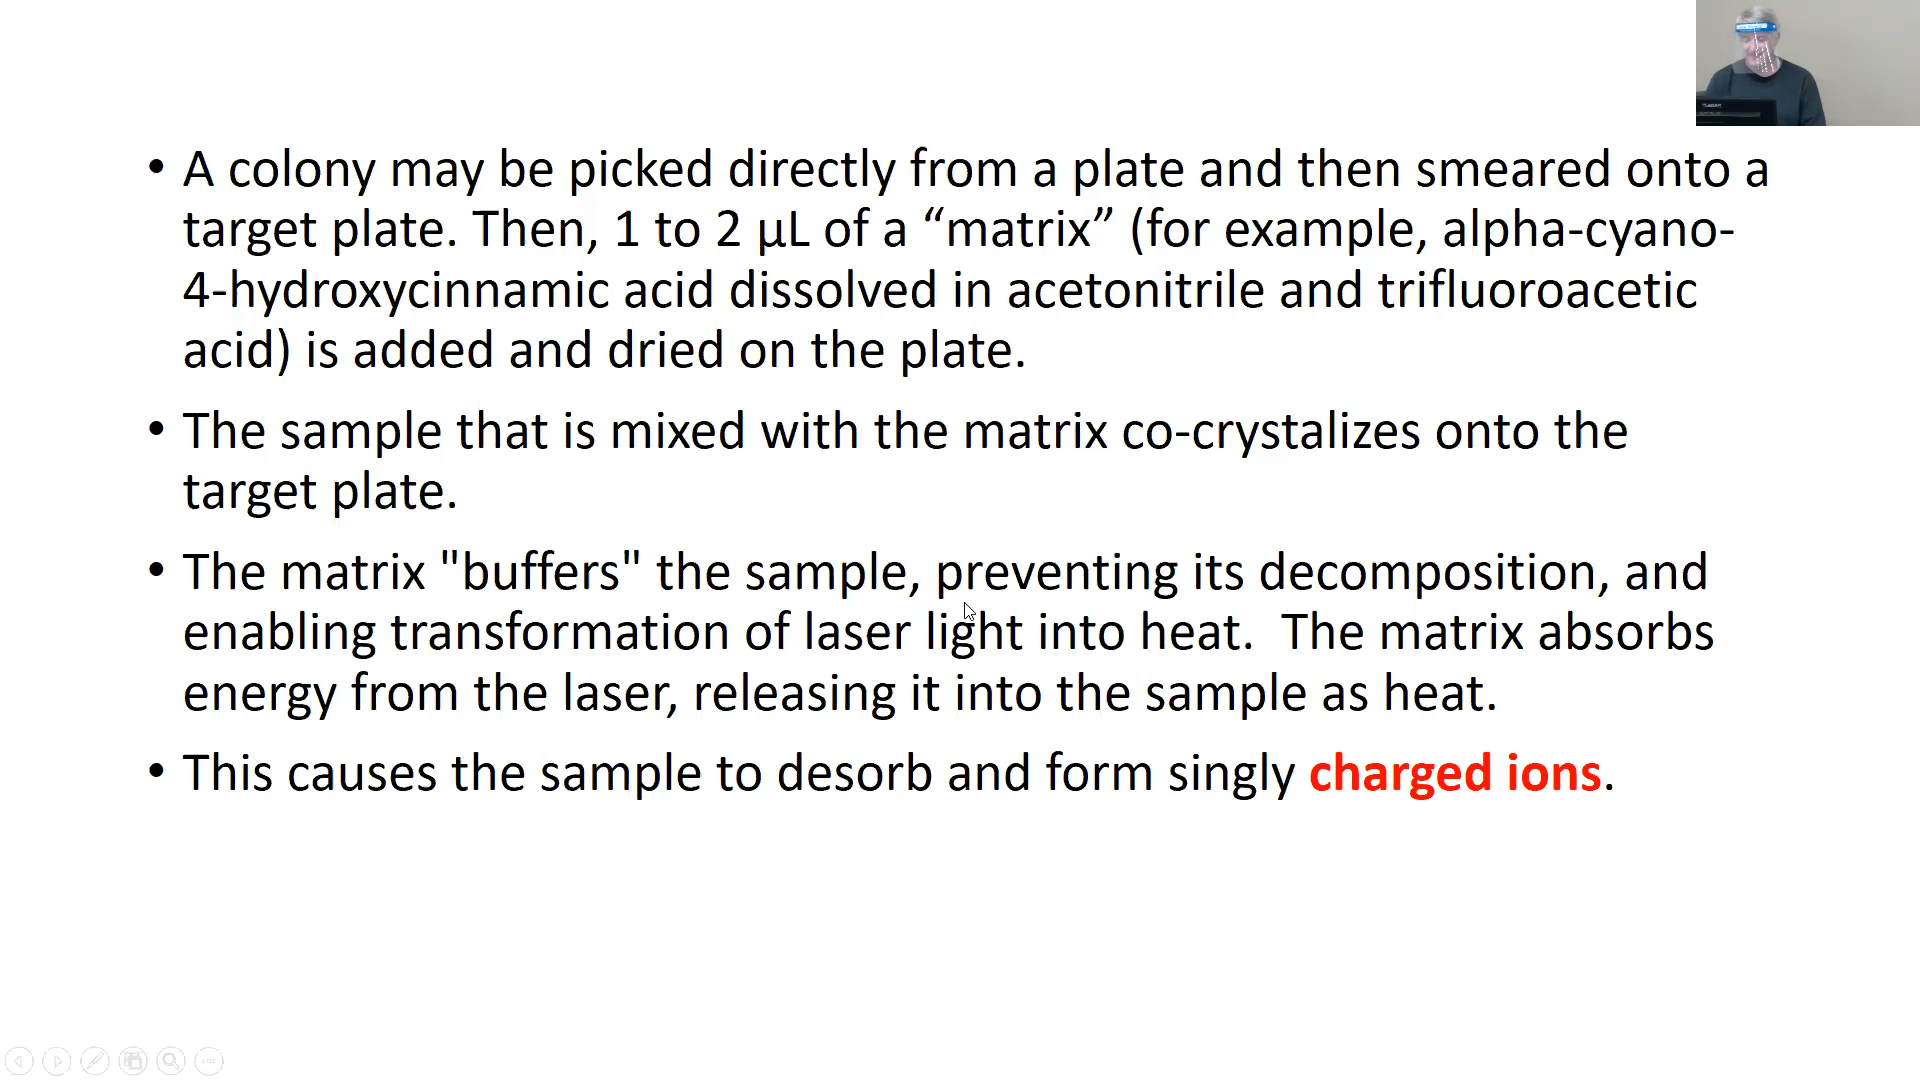 • A colony may be picked directly from a plate and then smeared onto a
target plate. Then, 1 to 2 µL of a “matrix” (for example, alpha-cyano-
4-hydroxycinnamic acid dissolved in acetonitrile and trifluoroacetic
acid) is added and dried on the plate.
• The sample that is mixed with the matrix co-crystalizes onto the
target plate.
• The matrix "buffers" the sample, preventing its decomposition, and
enabling transformation of laser light into heat.  The matrix absorbs
energy from the laser, releasing it into the sample as heat.
• This causes the sample to desorb and form singly charged ions.